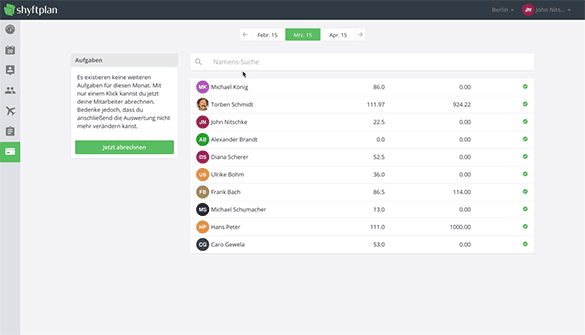 shyftplan
Berlin
JN John Nits...
Febr. 15 Mrz. 15 Apr. 15
Aufgaben
Es existieren keine weiteren
Aufgaben für diesen Monat. Mit
nur einem Klick kannst du jetzt
deine Mitarbeiter abrechnen.
Bedenke jedoch, dass du
anschließend die Auswertung nicht
mehr verändern kanst.
Jetzt abrechnen
Namens-Suche
MK Michael König 86.0 0.00
Torben Schmidt 111.97 924.22
JN John Nitschke 22.5 0.00
AB Alexander Brandt 0.0 0.00
DS Diana Scherer 52.5 0.00
UB Ulrike Bohm 36.0 0.00
FB Frank Bach 86.5 114.00
MS Michael Schumacher 13.0 0.00
HP Hans Peter 111.0 1000.00
CG Caro Gewela 53.0 0.00